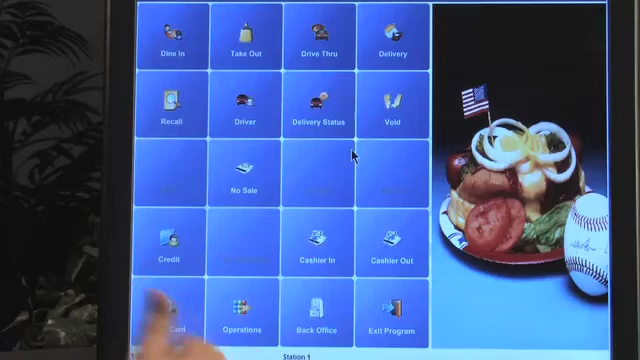 Dine In
Take Out
Drive Thru
Delivery
Recall
Driver
Delivery Status
Void
No Sale
Credit
Cashier In
Cashier Out
Card
Operations
Back Office
Exit Program
Station 1